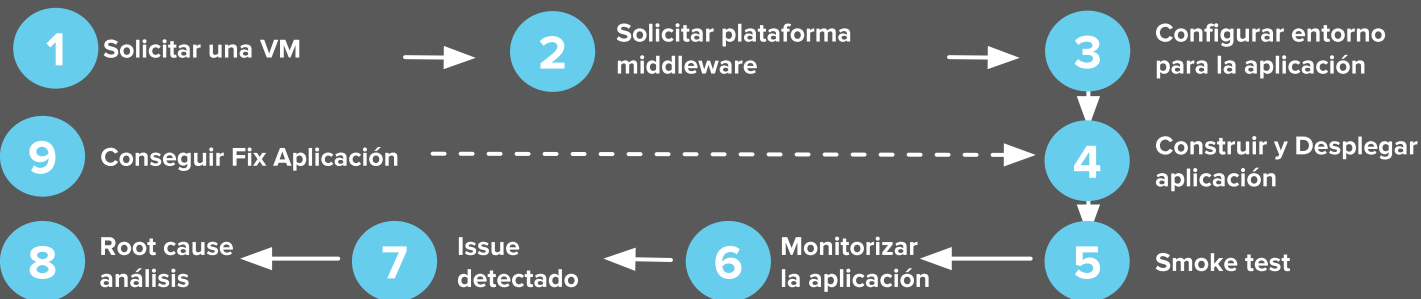 1 Solicitar una VM
2 Solicitar plataforma
middleware
3 Configurar entorno
para la aplicación
9 Conseguir Fix Aplicación
4 Construir y Desplegar
aplicación
8 Root cause
análisis
7 Issue
detectado
6 Monitorizar
la aplicación
5 Smoke test